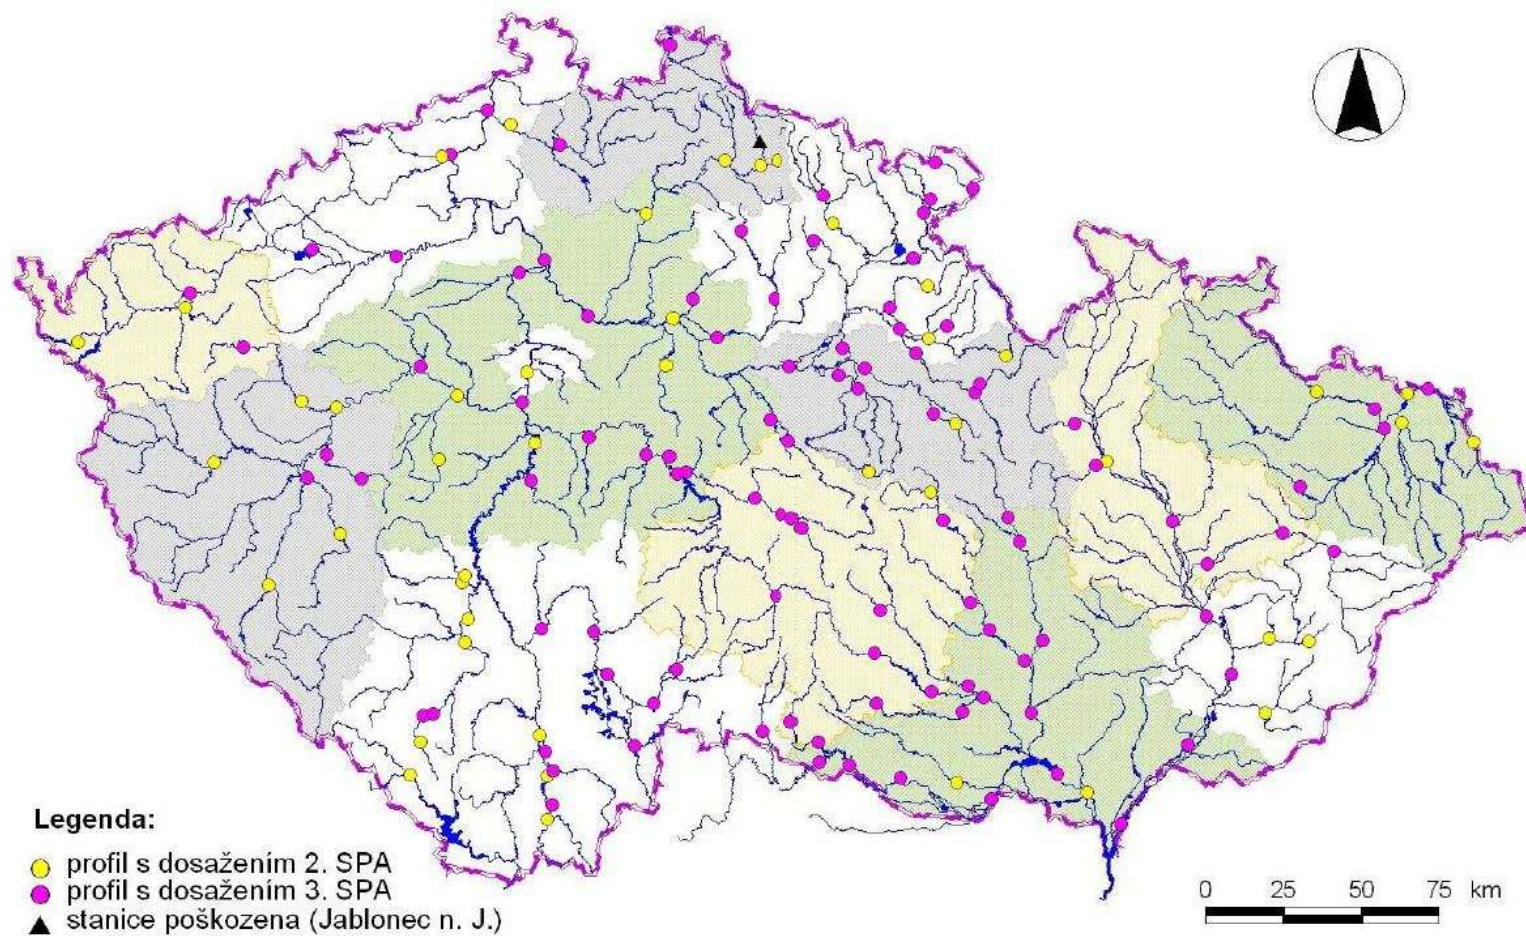 Legenda:
profil s dosažením 2. SPA
profil s dosažením 3. SPA
stanice poškozena (Jablonec n. J.)
0 25 50 75 km